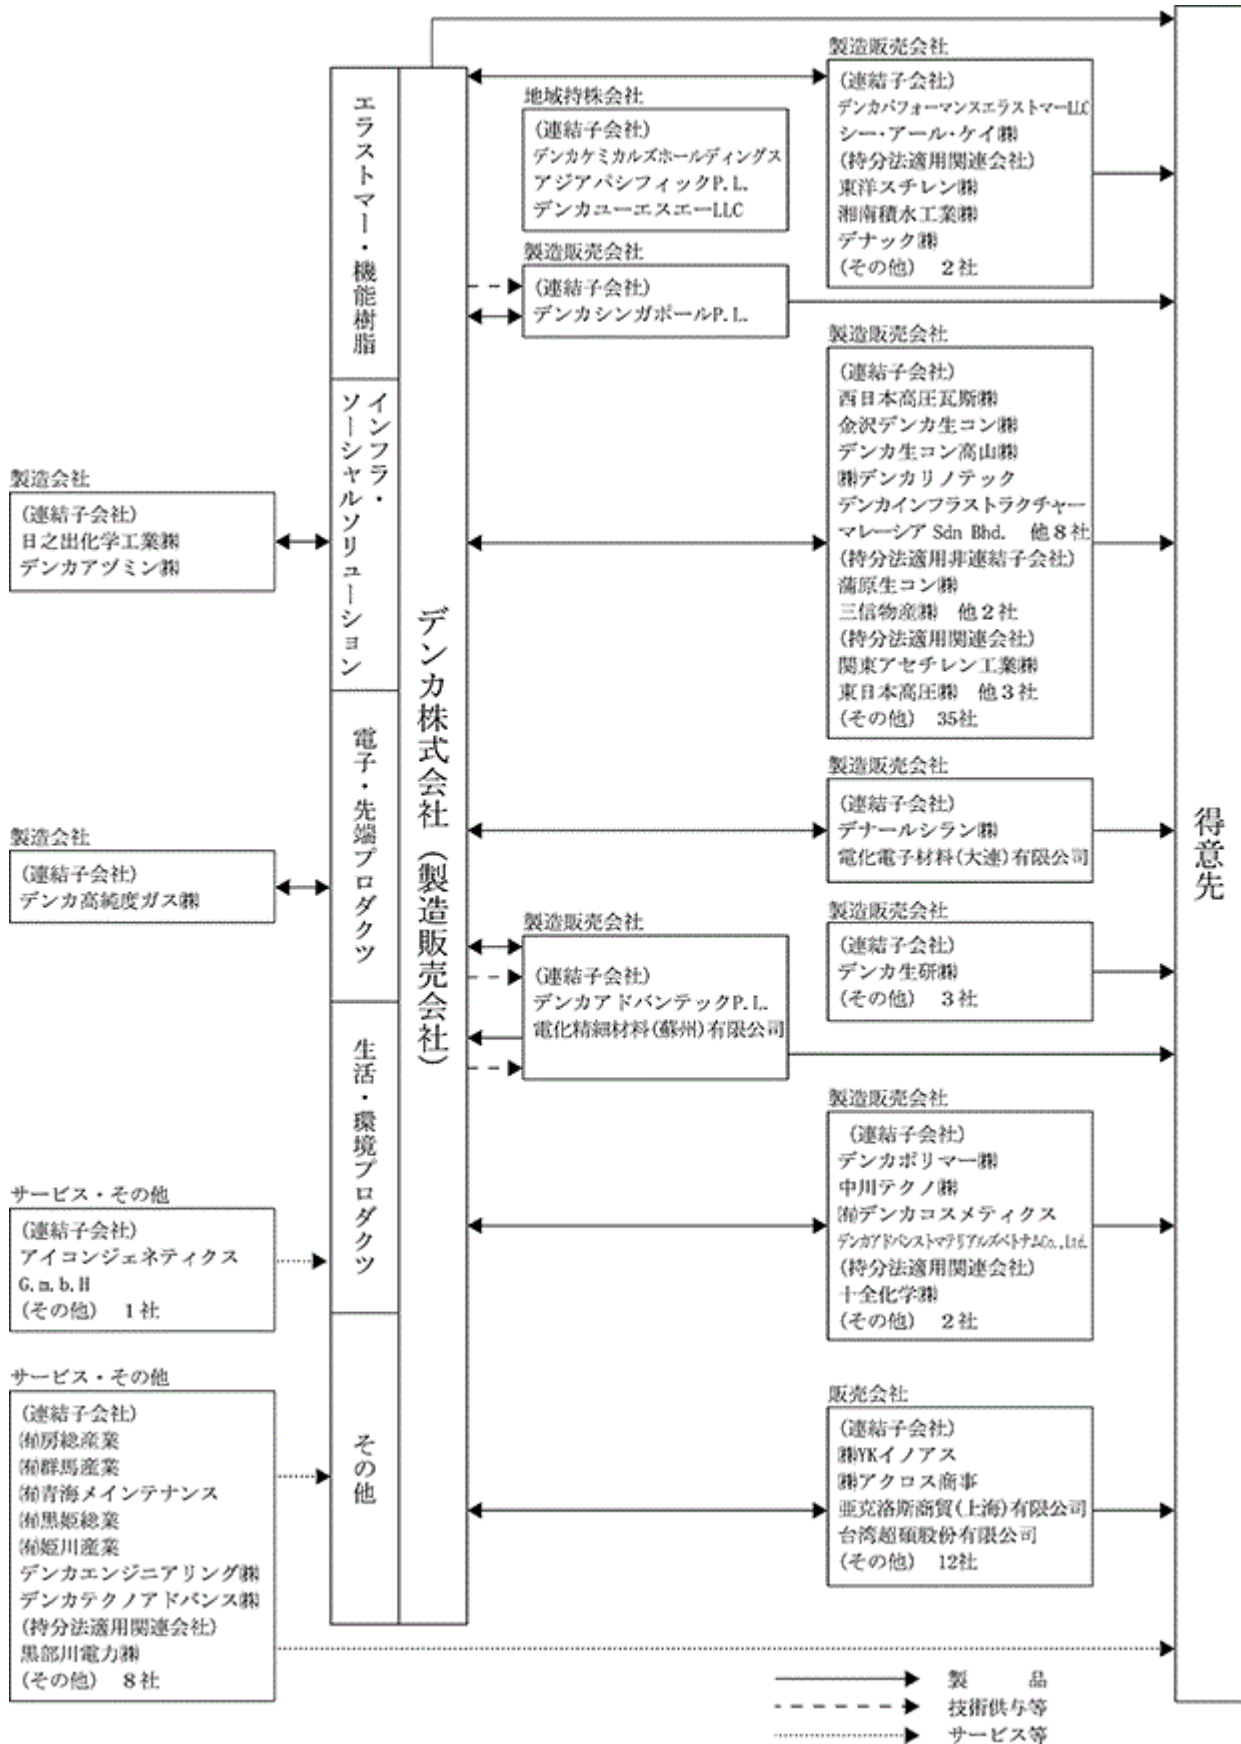 製造販売会社
(連結子会社)
デンカパフォーマンスエラストマーLLC
シー・アール・ケイ㈱
(持分法適用関連会社)
東洋スチレン㈱
湘南積水工業㈱
デナック㈱
(その他) 2社
地域持株会社
(連結子会社)
デンカケミカルズホールディングス
アジアパシフィックP.L.
デンカユーエスエーLLC
製造販売会社
(連結子会社)
デンカシンガポールP.L.
エラストマー・機能樹脂
インフラ・
ソーシャルソリューション
電子・先端プロダクツ
生活・環境プロダクツ
その他
デンカ株式会社(製造販売会社)
得意先
製造販売会社
(連結子会社)
西日本高圧瓦斯㈱
金沢デンカ生コン㈱
デンカ生コン高山㈱
㈱デンカリノテック
デンカインフラストラクチャー
マレーシア Sdn Bhd. 他8社
(持分法適用非連結子会社)
蒲原生コン㈱
三信物産㈱ 他2社
(持分法適用関連会社)
関東アセチレン工業㈱
東日本高圧㈱ 他3社
(その他) 35社
製造会社
(連結子会社)
日之出化学工業㈱
デンカアヅミン㈱
製造会社
(連結子会社)
デンカ高純度ガス㈱
製造販売会社
(連結子会社)
デナールシラン㈱
電化電子材料(大連)有限公司
製造販売会社
(連結子会社)
デンカ生研㈱
(その他) 3社
製造販売会社
(連結子会社)
デンカアドバンテックP.L.
電化精細材料(蘇州)有限公司
製造販売会社
(連結子会社)
デンカポリマー㈱
中川テクノ㈱
㈲デンカコスメティクス
デンカアドバンストマテリアルズベトナムCo.,Ltd.
(持分法適用関連会社)
十全化学㈱
(その他) 2社
サービス・その他
(連結子会社)
アイコンジェネティクス
G.m.b.H
(その他) 1社
サービス・その他
(連結子会社)
㈲房総産業
㈲群馬産業
㈲青海メインテナンス
㈲黒姫総業
㈲姫川産業
デンカエンジニアリング㈱
デンカテクノアドバンス㈱
(持分法適用関連会社)
黒部川電力㈱
(その他) 8社
販売会社
(連結子会社)
㈱YKイノアス
㈱アクロス商事
亜克洛斯商貿(上海)有限公司
台湾超碩股份有限公司
(その他) 12社
製 品
技術供与等
サービス等